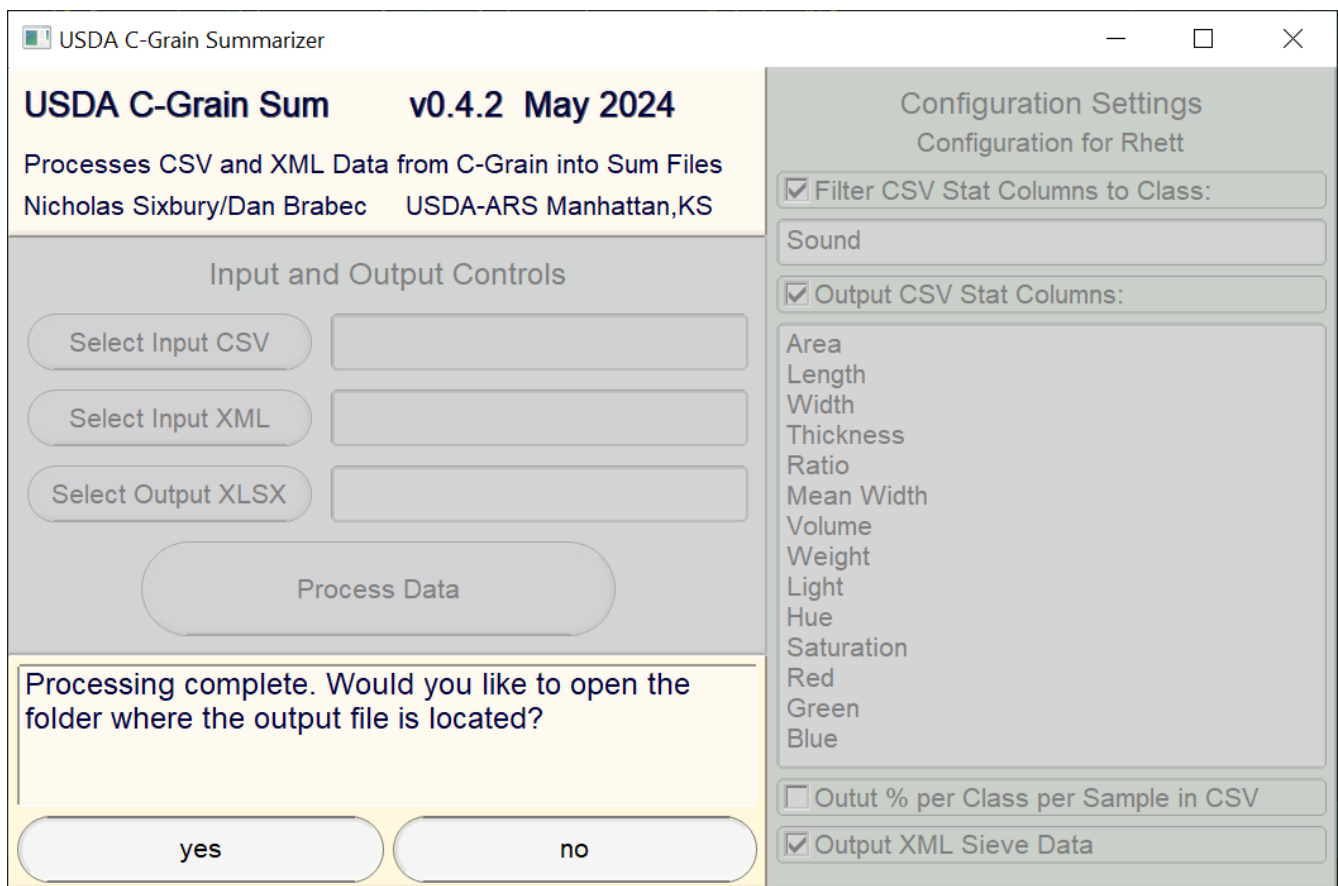 USDA C-Grain Summarizer
USDA C-Grain Sum v0.4.2 May 2024
Processes CSV and XML Data from C-Grain into Sum Files
Nicholas Sixbury/Dan Brabec USDA-ARS Manhattan,KS
Input and Output Controls
Select Input CSV
Select Input XML
Select Output XLSX
Process Data
Processing complete. Would you like to open the
folder where the output file is located?
yes
no
Configuration Settings
Configuration for Rhett
Filter CSV Stat Columns to Class:
Sound
Output CSV Stat Columns:
Area
Length
Width
Thickness
Ratio
Mean Width
Volume
Weight
Light
Hue
Saturation
Red
Green
Blue
Outut % per Class per Sample in CSV
Output XML Sieve Data